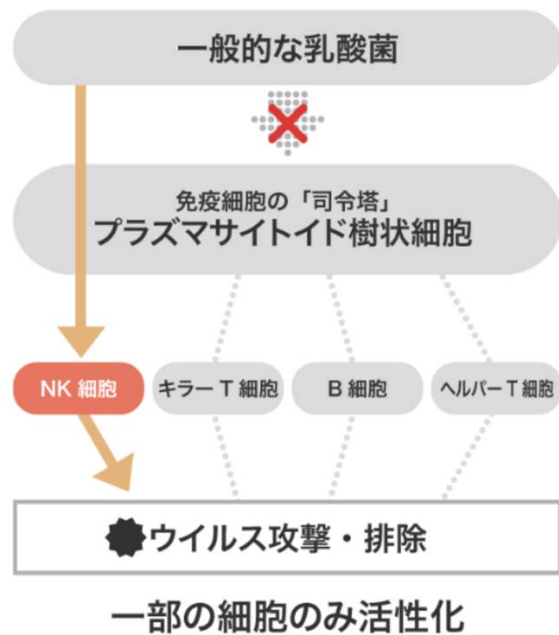 一般的な乳酸菌
免疫細胞の「司令塔」
プラズマサイトイド樹状細胞
NK 細胞
キラー T 細胞
B 細胞
ヘルパー T 細胞
ウイルス攻撃・排除
一部の細胞のみ活性化